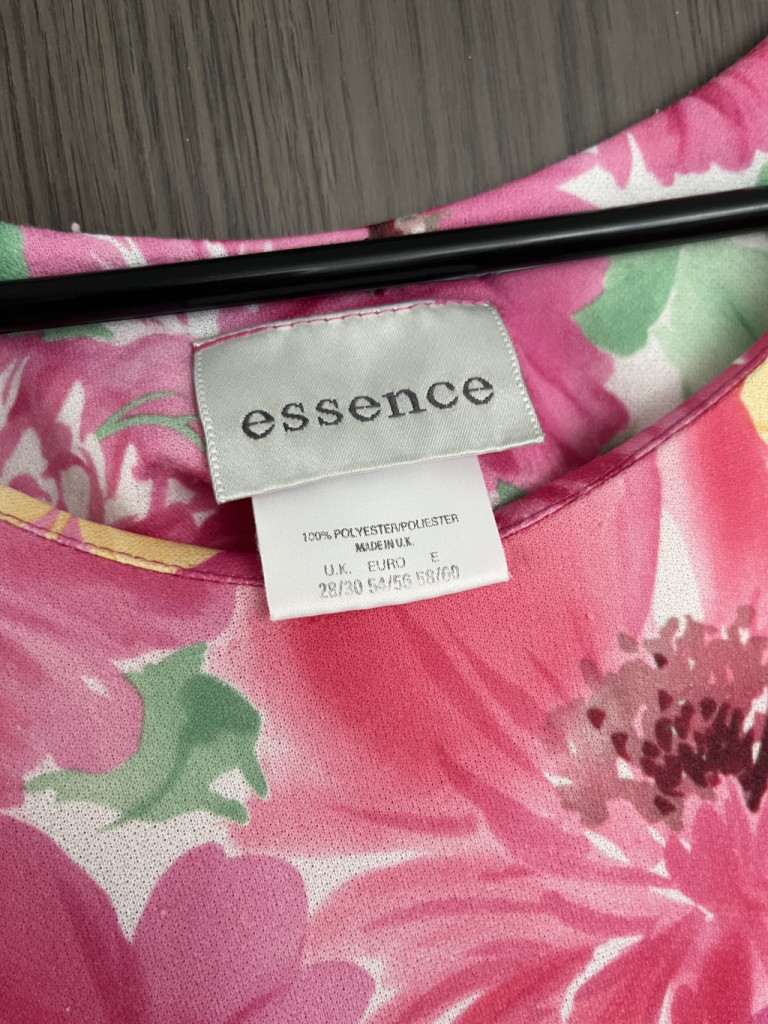 essence
100% POLYESTER/POLIESTER
MADE IN U.K.
U.K. EURO E
28/30 54/56 58/60